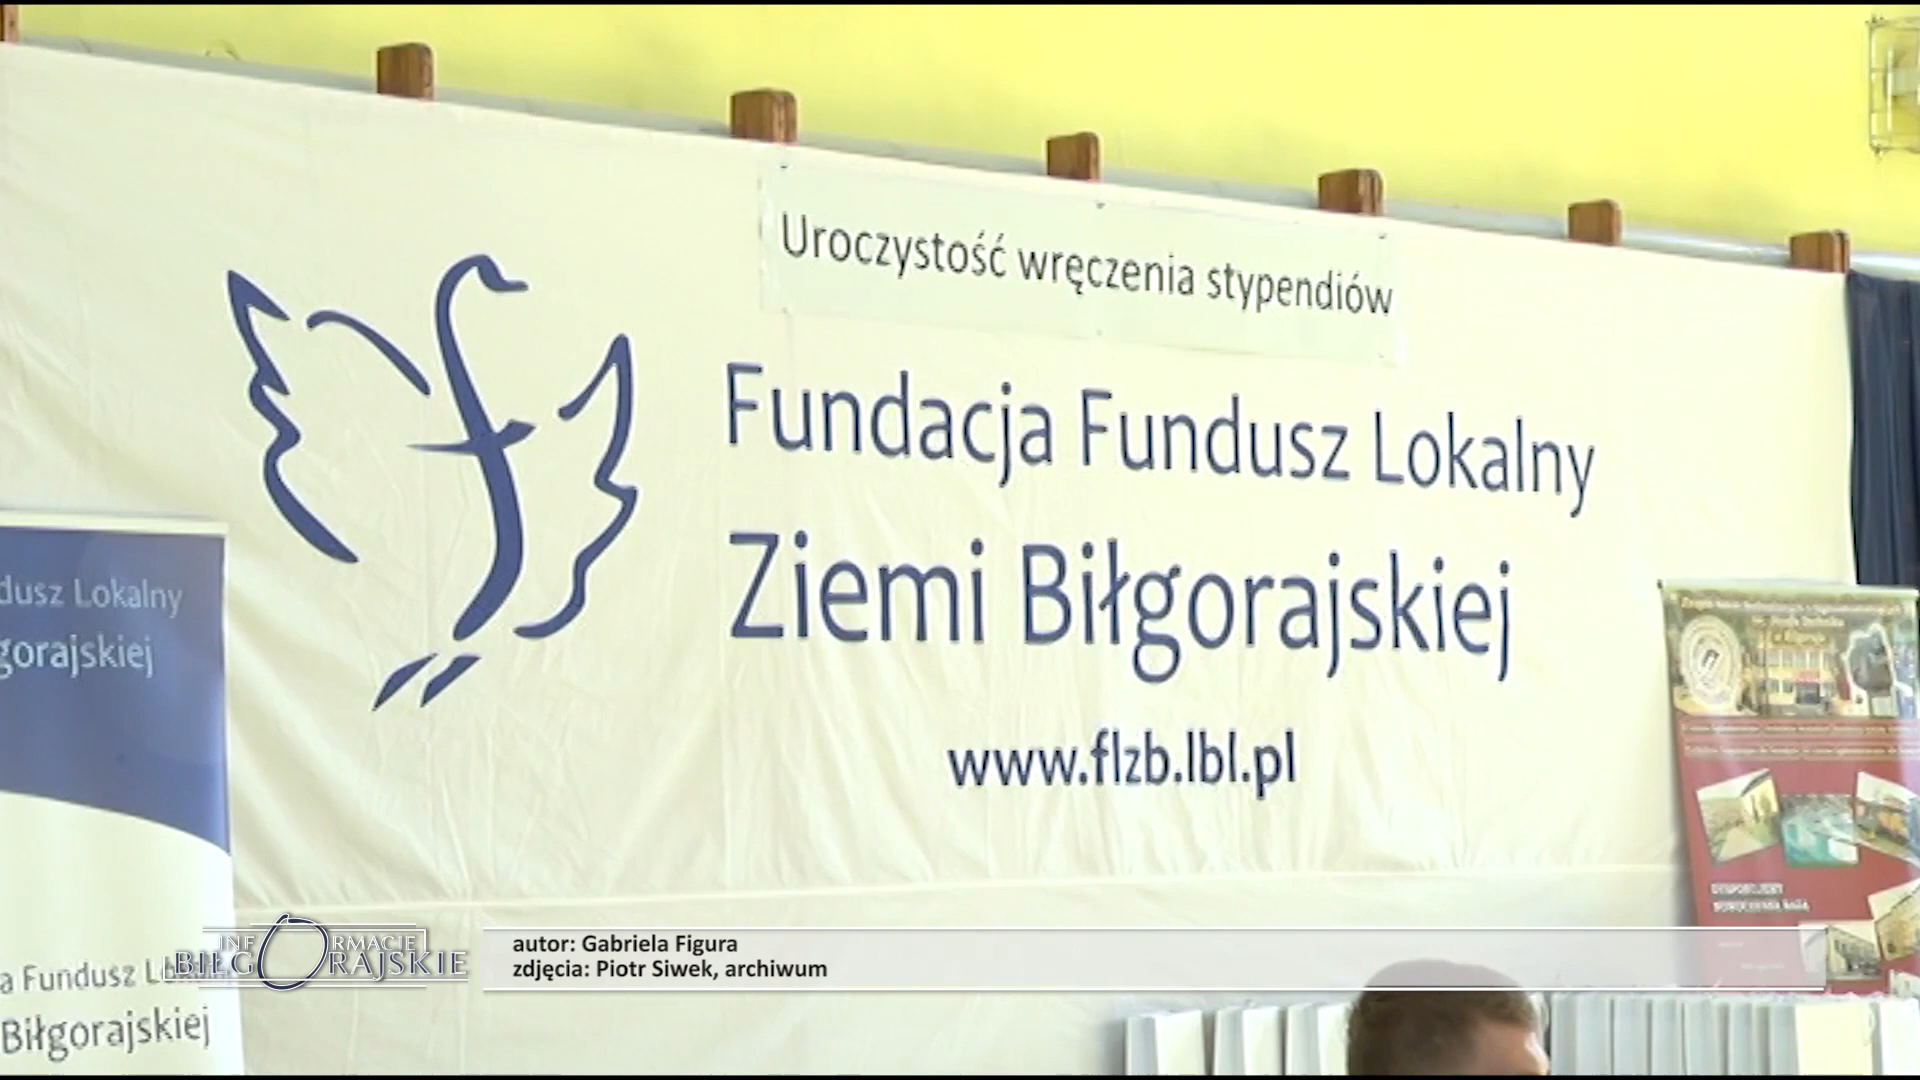 Uroczystość wręczenia stypendiów
Fundacja Fundusz Lokalny
Ziemi Biłgorajskiej
www.flzb.lbl.pl
dusz Lokalny
gorajskiej
a Fundusz
Biłgorajskiej
INFORMACJE
BIŁGORAJSKIE
autor: Gabriela Figura
zdjęcia: Piotr Siwek, archiwum